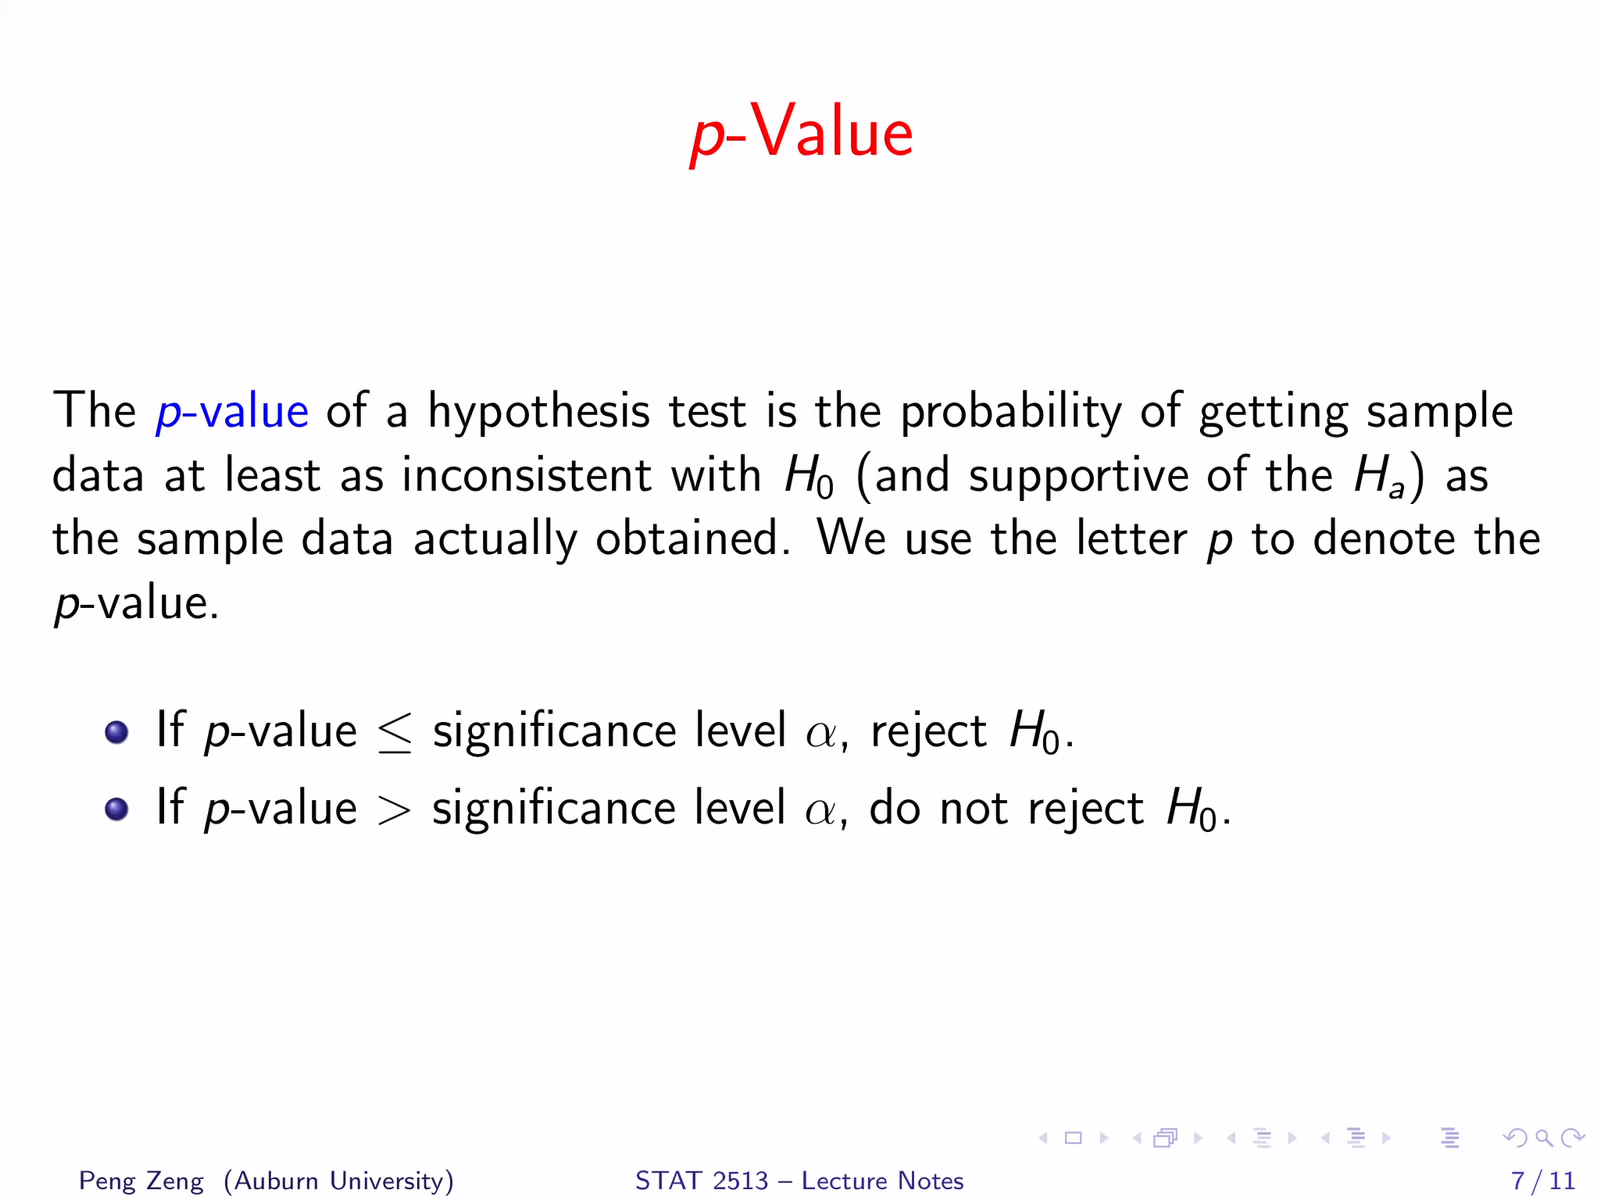 p-Value
The p-value of a hypothesis test is the probability of getting sample
data at least as inconsistent with H₀ (and supportive of the Hₐ) as
the sample data actually obtained. We use the letter p to denote the
p-value.
If p-value ≤ significance level α, reject H₀.
If p-value > significance level α, do not reject H₀.
Peng Zeng (Auburn University) STAT 2513 – Lecture Notes 7 / 11